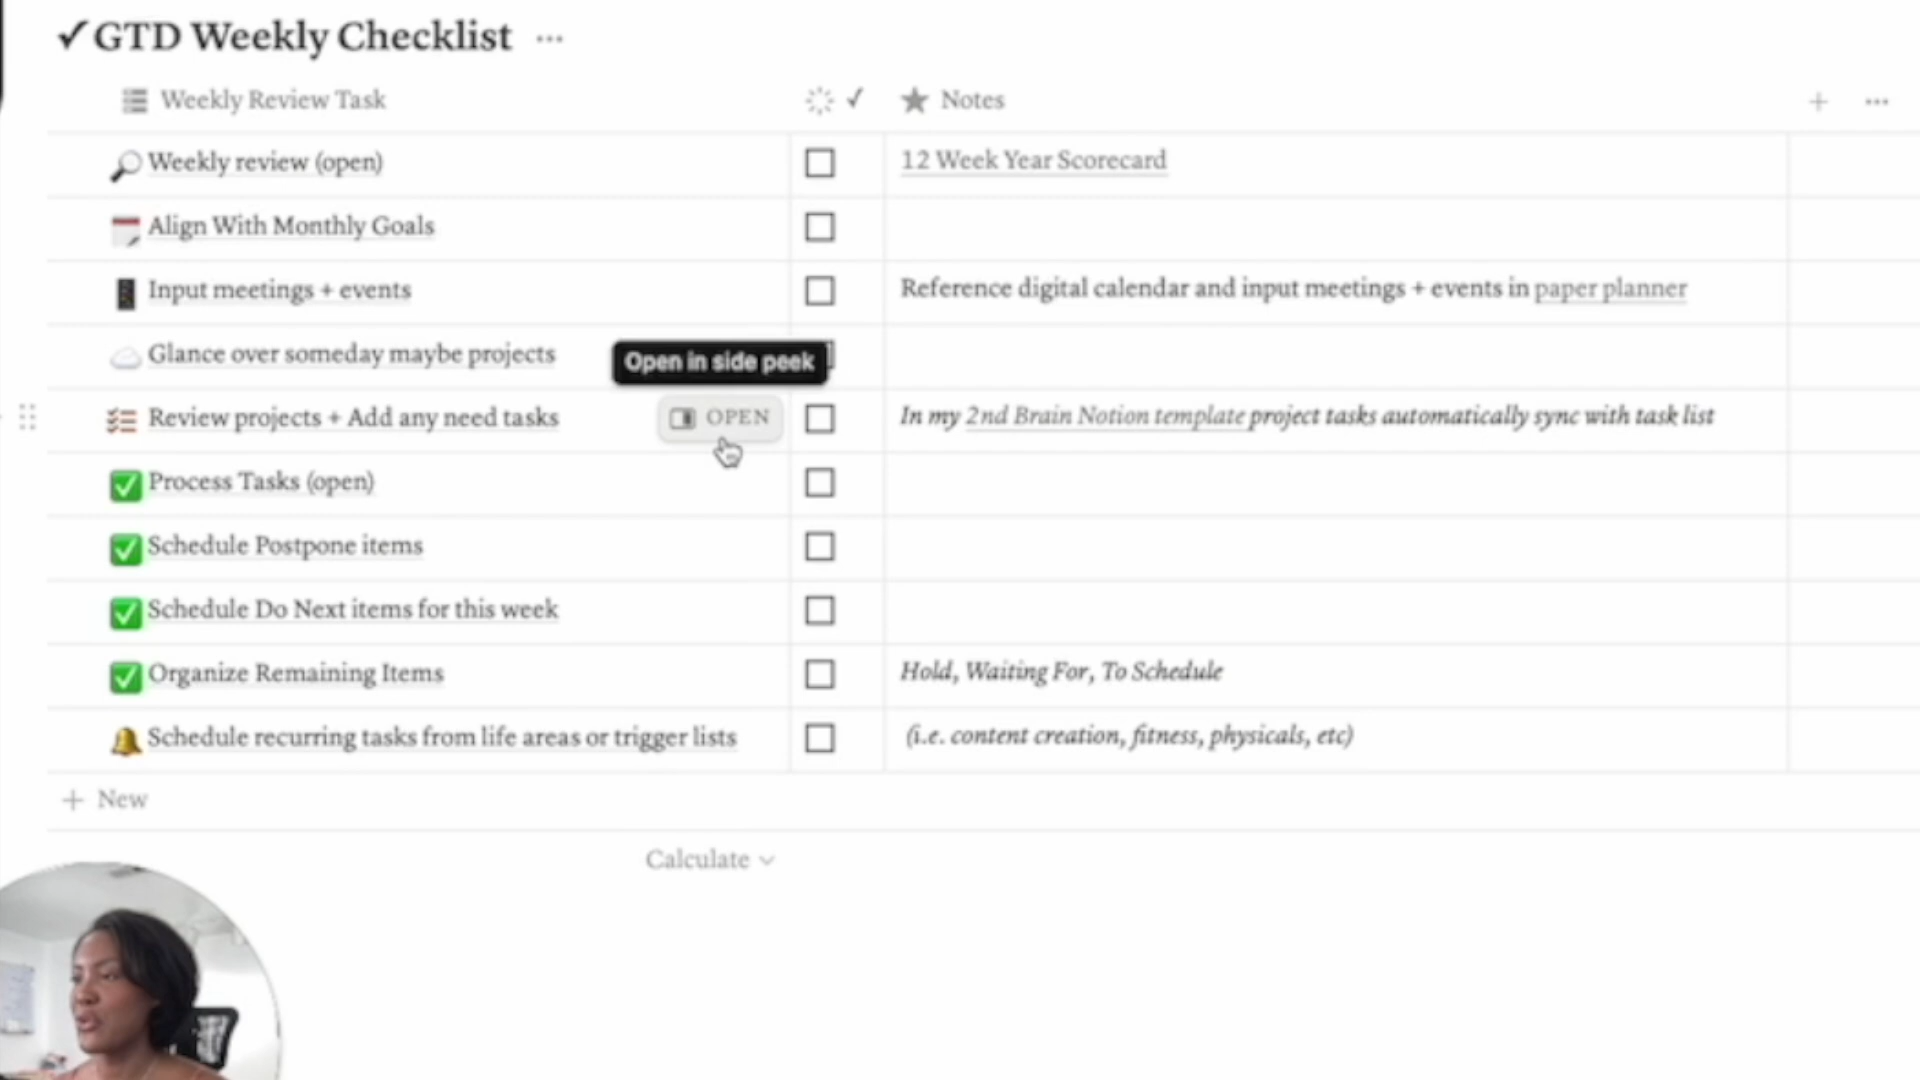 ✓ GTD Weekly Checklist ...
Weekly Review Task ✓ Notes + ...
Weekly review (open) 12 Week Year Scorecard
Align With Monthly Goals
Input meetings + events Reference digital calendar and input meetings + events in paper planner
Glance over someday maybe projects Open in side peek
Review projects + Add any need tasks OPEN In my 2nd Brain Notion template project tasks automatically sync with task list
Process Tasks (open)
Schedule Postpone items
Schedule Do Next items for this week
Organize Remaining Items Hold, Waiting For, To Schedule
Schedule recurring tasks from life areas or trigger lists (i.e. content creation, fitness, physicals, etc)
+ New
Calculate